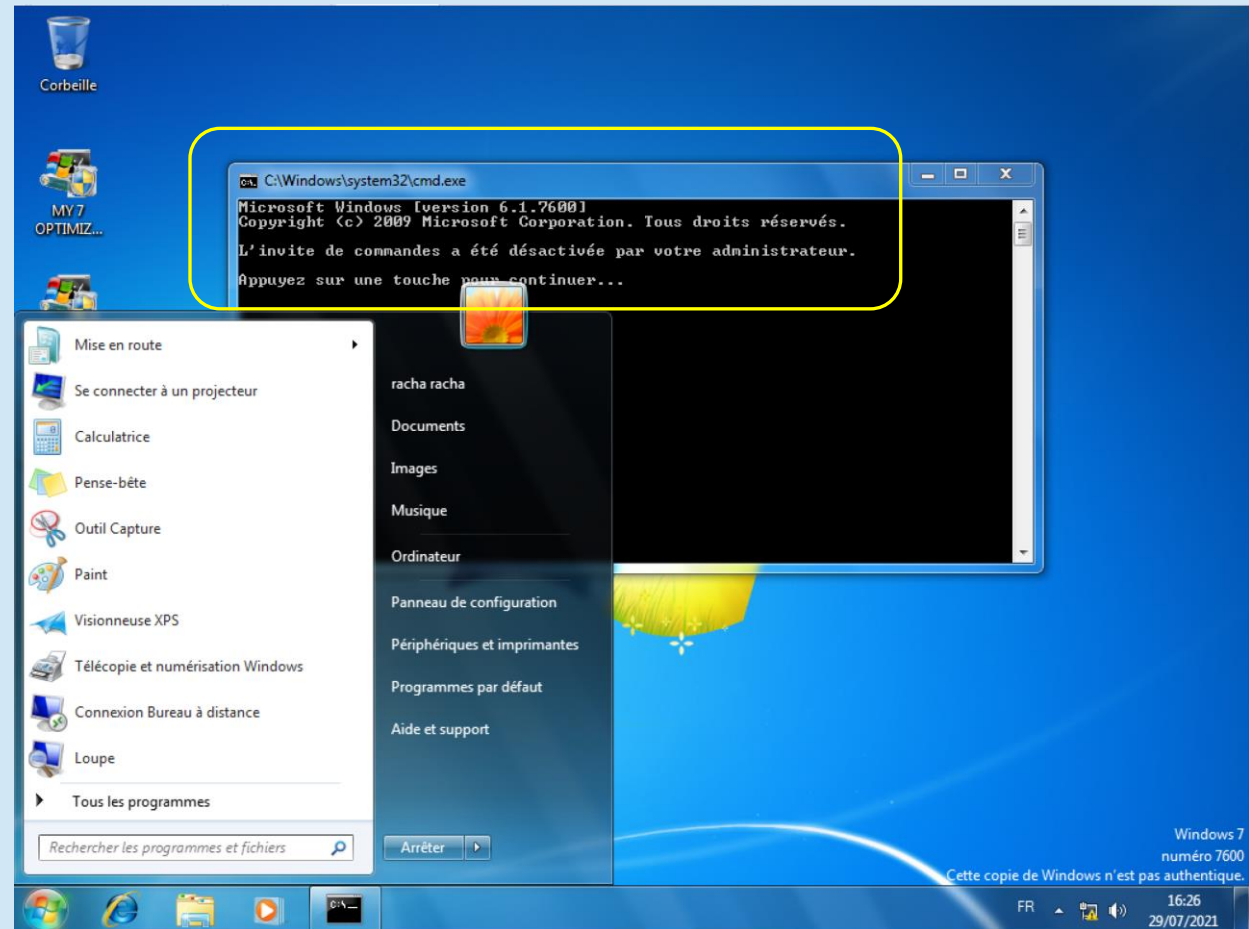 Corbeille
MY 7
OPTIMIZ...
C:\Windows\system32\cmd.exe
Microsoft Windows [version 6.1.7600]
Copyright (c) 2009 Microsoft Corporation. Tous droits réservés.
L'invite de commandes a été désactivée par votre administrateur.
Appuyez sur une touche pour continuer...
Mise en route
Se connecter à un projecteur
Calculatrice
Pense-bête
Outil Capture
Paint
Visionneuse XPS
Télécopie et numérisation Windows
Connexion Bureau à distance
Loupe
Tous les programmes
Rechercher les programmes et fichiers
racha racha
Documents
Images
Musique
Ordinateur
Panneau de configuration
Périphériques et imprimantes
Programmes par défaut
Aide et support
Arrêter
Windows 7
numéro 7600
Cette copie de Windows n'est pas authentique.
FR
16:26
29/07/2021